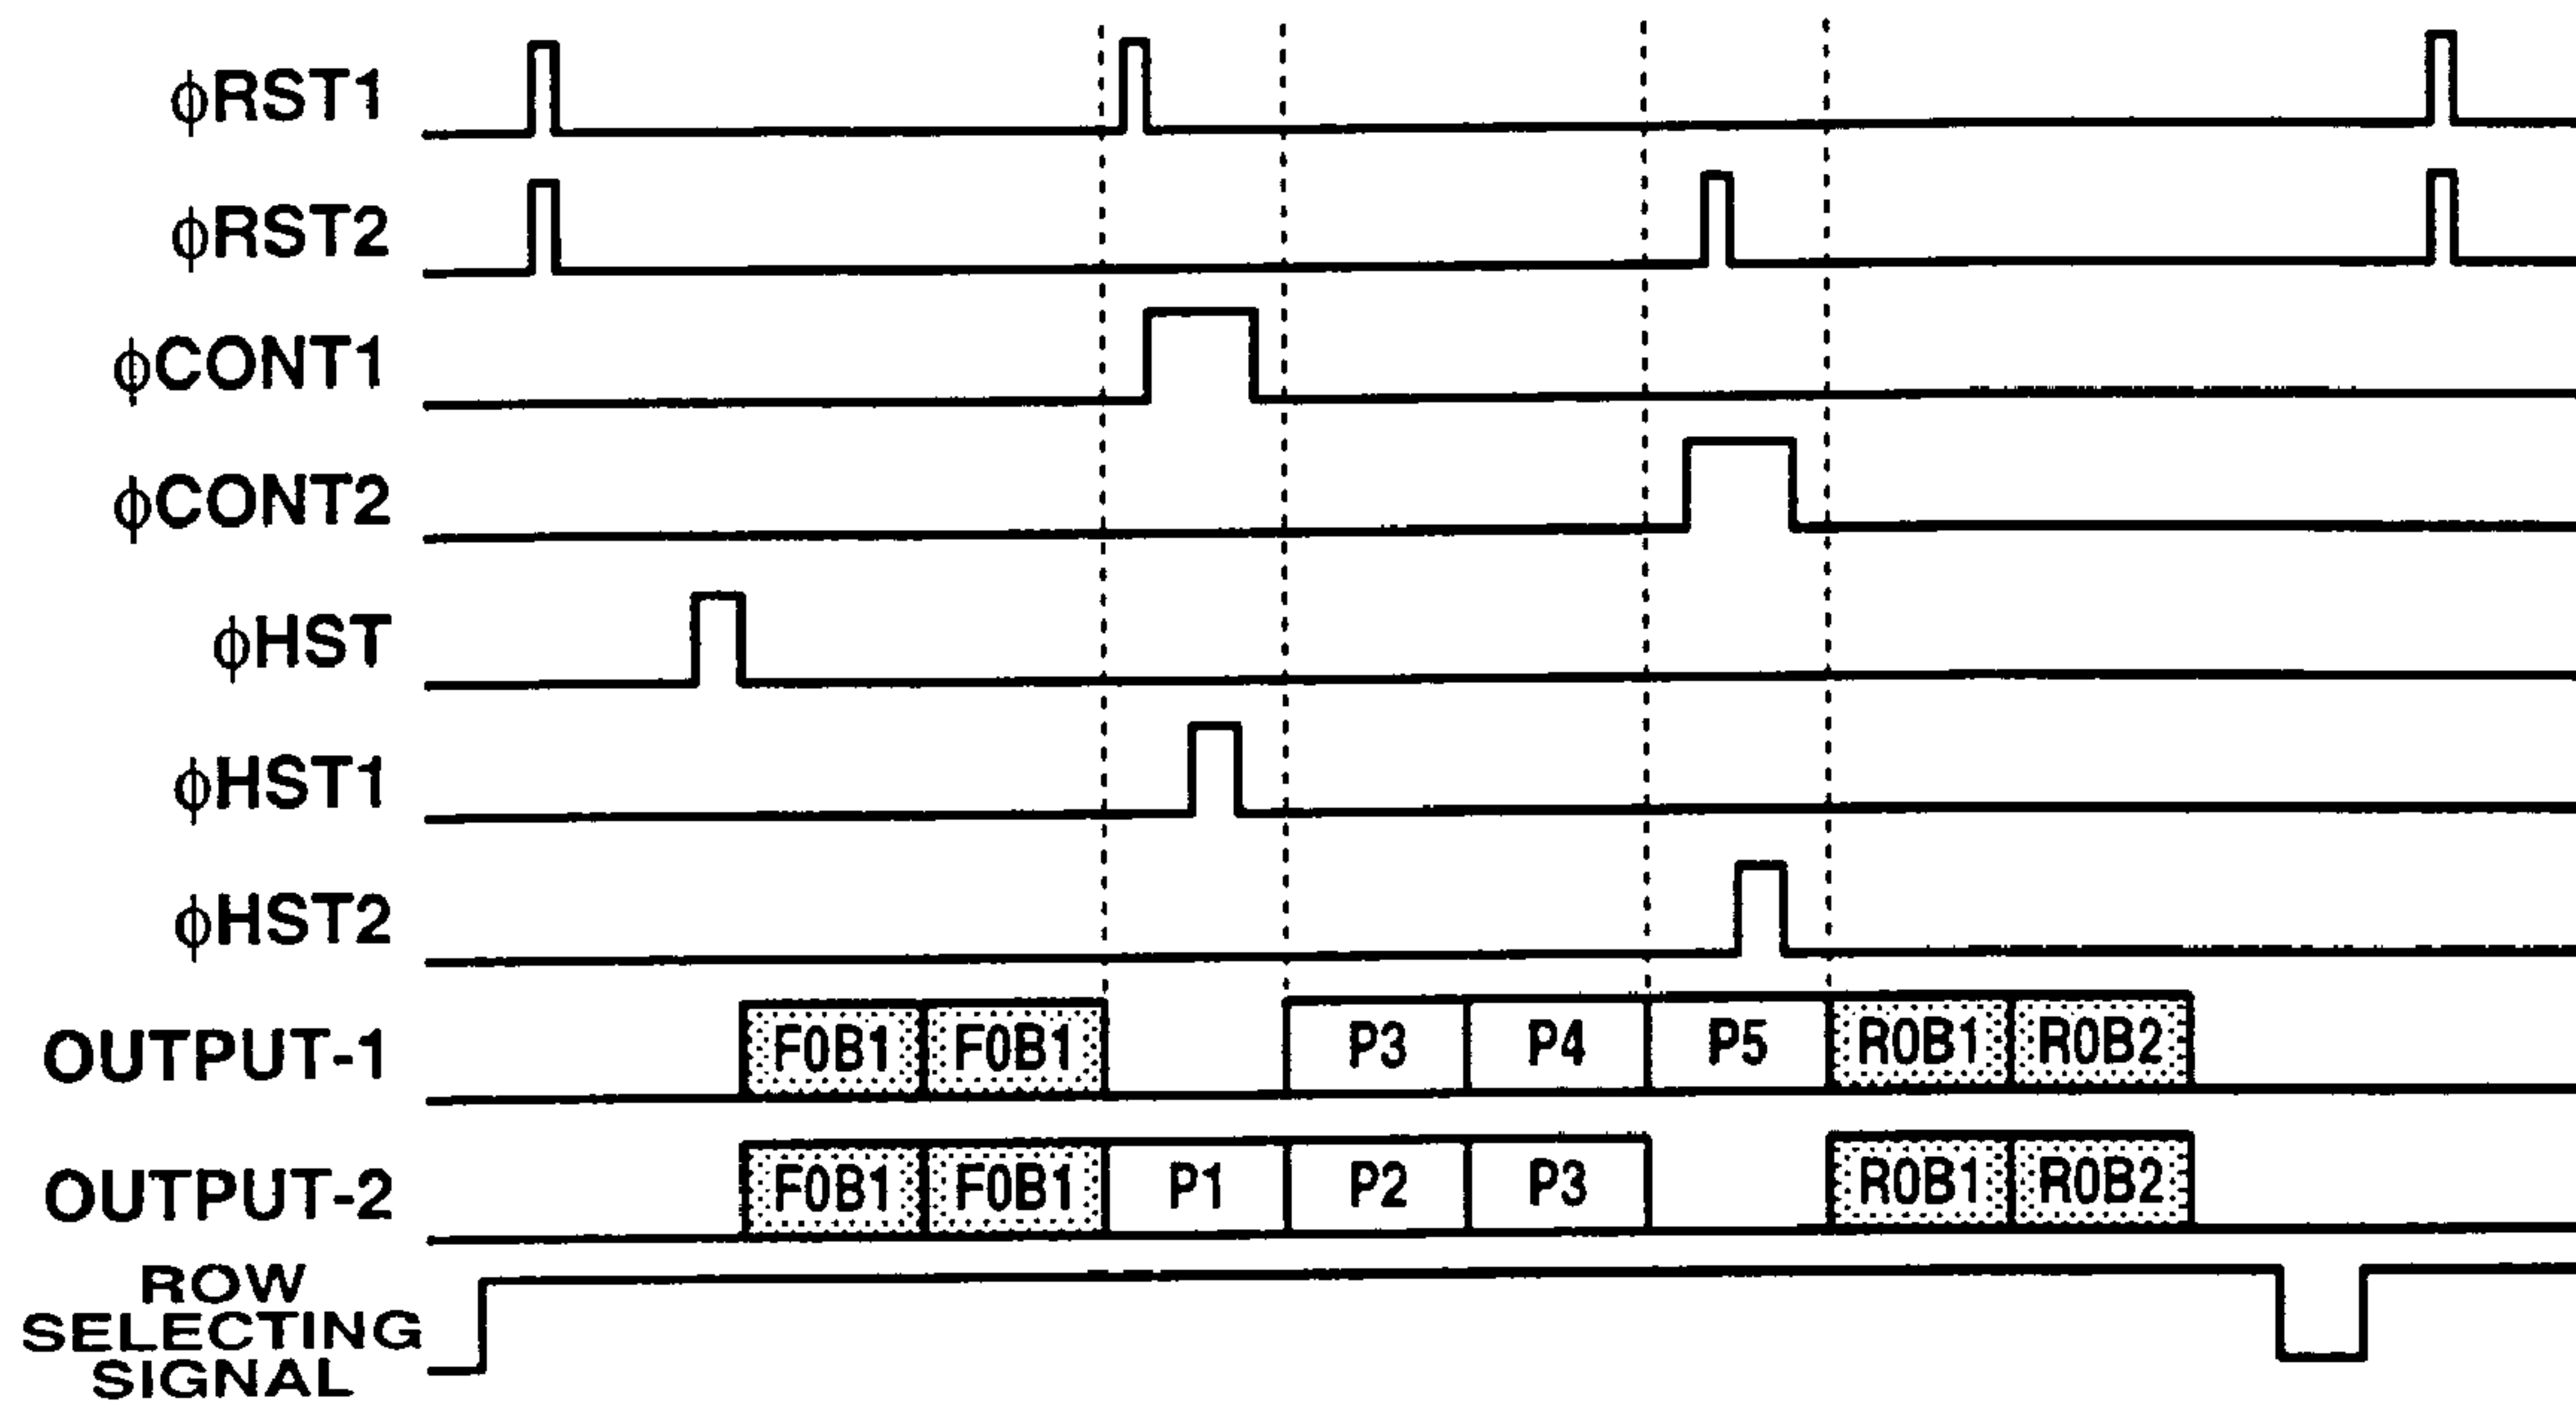 ϕRST1
ϕRST2
ϕCONT1
ϕCONT2
ϕHST
ϕHST1
ϕHST2
OUTPUT-1 F0B1 F0B1 P3 P4 P5 R0B1 R0B2
OUTPUT-2 F0B1 F0B1 P1 P2 P3 R0B1 R0B2
ROW
SELECTING
SIGNAL